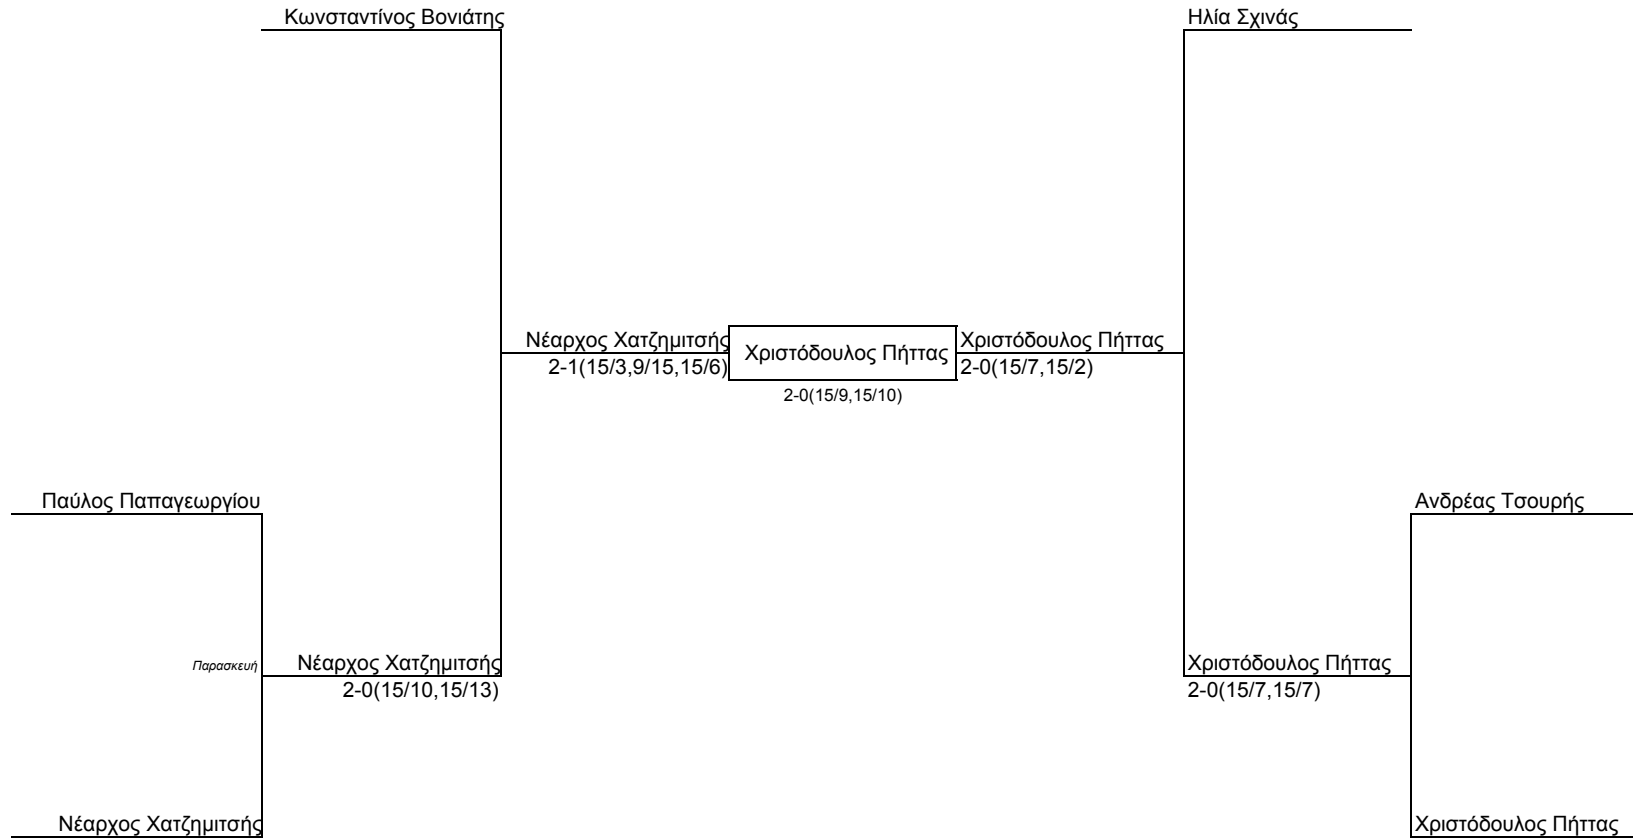 Κωνσταντίνος Βονιάτης
Ηλία Σχινάς
Νέαρχος Χατζημιτσής
2-1(15/3,9/15,15/6)
Χριστόδουλος Πήττας
2-0(15/9,15/10)
Χριστόδουλος Πήττας
2-0(15/7,15/2)
Παύλος Παπαγεωργίου
Ανδρέας Τσουρής
Παρασκευή
Νέαρχος Χατζημιτσής
2-0(15/10,15/13)
Χριστόδουλος Πήττας
2-0(15/7,15/7)
Νέαρχος Χατζημιτσής
Χριστόδουλος Πήττας